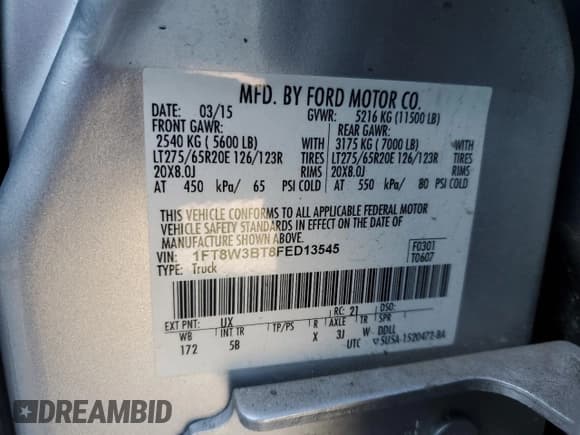 MFD. BY FORD MOTOR CO.
DATE: 03/15 GVWR: 5216 KG (11500 LB)
FRONT GAWR: REAR GAWR:
2540 KG ( 5600 LB) WITH 3175 KG ( 7000 LB) WITH
LT275/65R20E 126/123R TIRES LT275/65R20E 126/123R TIRES
20X8.0J RIMS 20X8.0J RIMS
AT 450 kPa/ 65 PSI COLD AT 550 kPa/ 80 PSI COLD
THIS VEHICLE CONFORMS TO ALL APPLICABLE FEDERAL MOTOR
VEHICLE SAFETY STANDARDS IN EFFECT ON THE DATE OF
MANUFACTURE SHOWN ABOVE.
VIN: 1FT8W3BT8FED13545 F0301
TYPE: Truck T0607
EXT PNT: UX RC: 21 DSO:
WB INT TR TP/PS R AXLE TR SPR
172 5B X 3J W DDLL
UTC SUSA-1520472-BA
DREAMBID